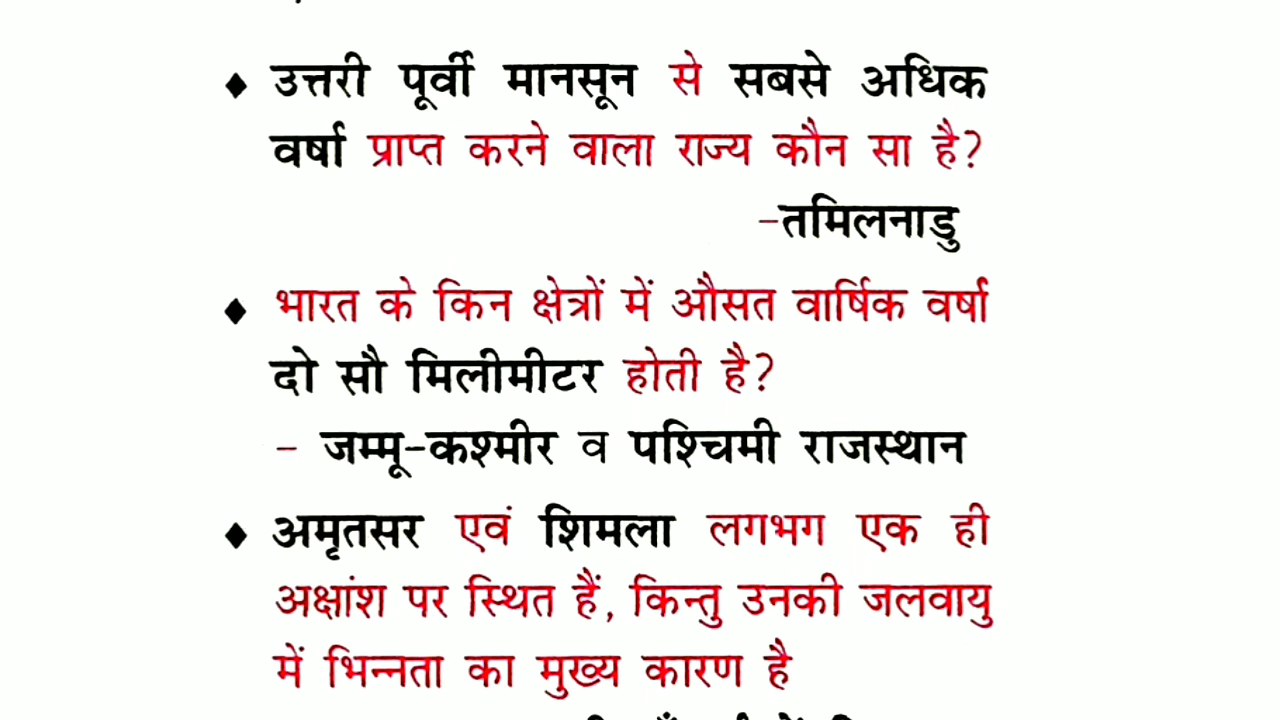 ♦ उत्तरी पूर्वी मानसून से सबसे अधिक
वर्षा प्राप्त करने वाला राज्य कौन सा है?
–तमिलनाडु
♦ भारत के किन क्षेत्रों में औसत वार्षिक वर्षा
दो सौ मिलीमीटर होती है?
– जम्मू-कश्मीर व पश्चिमी राजस्थान
♦ अमृतसर एवं शिमला लगभग एक ही
अक्षांश पर स्थित हैं, किन्तु उनकी जलवायु
में भिन्नता का मुख्य कारण है